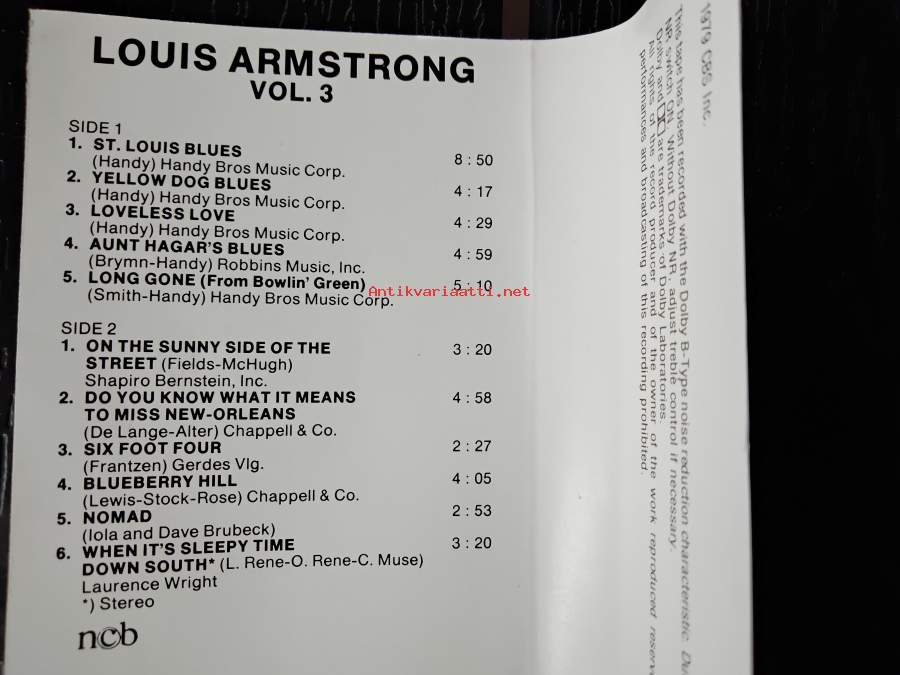 LOUIS ARMSTRONG
VOL. 3
SIDE 1
1. ST. LOUIS BLUES
(Handy) Handy Bros Music Corp. 8 : 50
2. YELLOW DOG BLUES
(Handy) Handy Bros Music Corp. 4 : 17
3. LOVELESS LOVE
(Handy) Handy Bros Music Corp. 4 : 29
4. AUNT HAGAR'S BLUES
(Brymn-Handy) Robbins Music, Inc. 4 : 59
5. LONG GONE (From Bowlin' Green) 5 : 10
(Smith-Handy) Handy Bros Music Corp.
Antikvariaatti.net
SIDE 2
1. ON THE SUNNY SIDE OF THE 3 : 20
STREET (Fields-McHugh)
Shapiro Bernstein, Inc.
2. DO YOU KNOW WHAT IT MEANS 4 : 58
TO MISS NEW-ORLEANS
(De Lange-Alter) Chappell & Co.
3. SIX FOOT FOUR 2 : 27
(Frantzen) Gerdes Vlg.
4. BLUEBERRY HILL 4 : 05
(Lewis-Stock-Rose) Chappell & Co.
5. NOMAD 2 : 53
(Iola and Dave Brubeck)
6. WHEN IT'S SLEEPY TIME 3 : 20
DOWN SOUTH* (L. Rene-O. Rene-C. Muse)
Laurence Wright
*) Stereo
ncb
1979 CBS Inc.
This tape has been recorded with the Dolby B-Type noise reduction characteristic.
NR switch ON. Without Dolby NR, adjust treble control if necessary.
Dolby and are trademarks of Dolby Laboratories.
All rights of the record producer and of the owner of the work reproduced
performances and broadcasting of this recording prohibited.